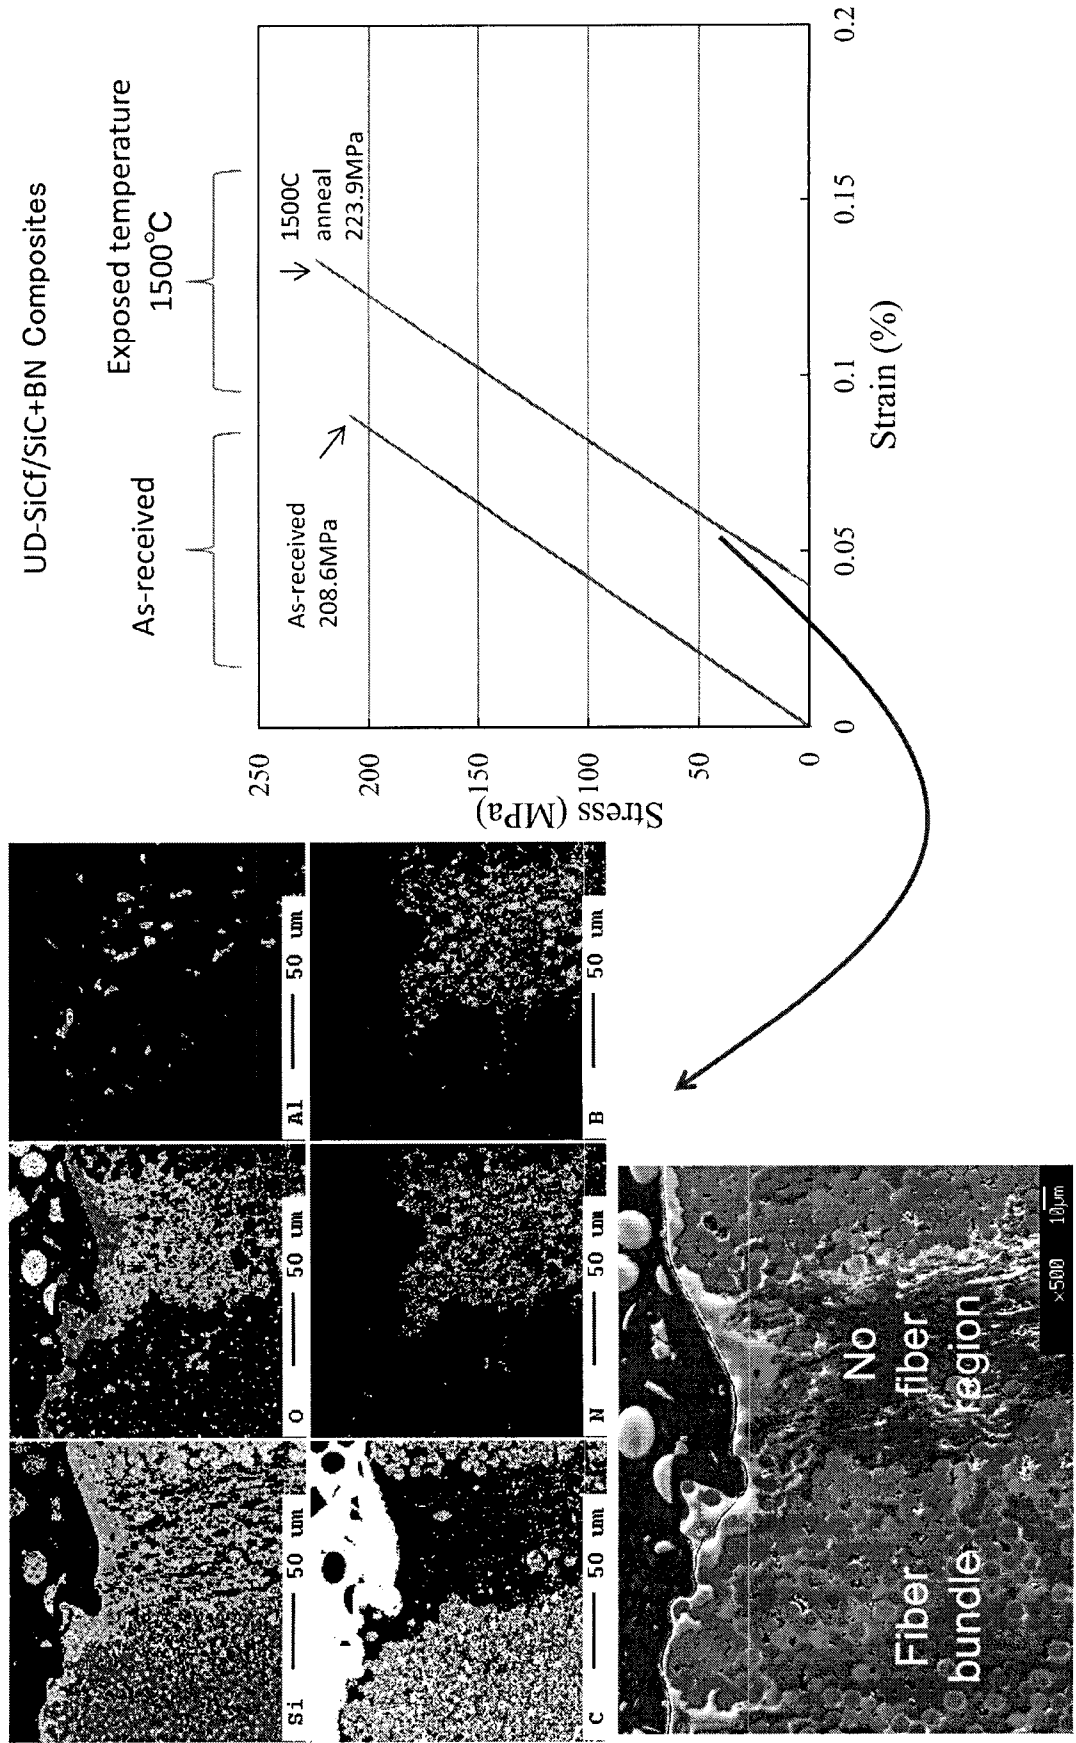 UD-SiCf/SiC+BN Composites
As-received
Exposed temperature
1500°C
Si
50 um
O
50 um
Al
50 um
C
50 um
N
50 um
B
50 um
Fiber
bundle
No
fiber
region
×500
10μm
Stress (MPa)
250
200
150
100
50
0
As-received
208.6MPa
1500C
anneal
223.9MPa
0
0.05
0.1
0.15
0.2
Strain (%)